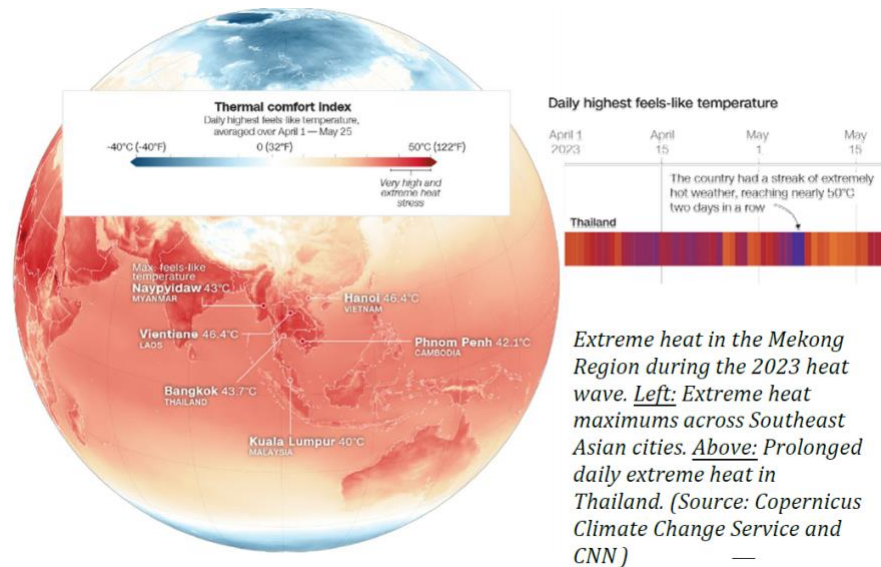 Thermal comfort index
Daily highest feels like temperature,
averaged over April 1 — May 25
-40°C (-40°F)
0 (32°F)
50°C (122°F)
Very high and
extreme heat
stress
Max. feels-like
temperature
Naypyidaw 43°C
MYANMAR
Hanoi 46.4°C
VIETNAM
Vientiane 46.4°C
LAOS
Phnom Penh 42.1°C
CAMBODIA
Bangkok 43.7°C
THAILAND
Kuala Lumpur 40°C
MALAYSIA
Daily highest feels-like temperature
April 1
2023
April
15
May
1
May
15
The country had a streak of extremely
hot weather, reaching nearly 50°C
two days in a row
Thailand
Extreme heat in the Mekong
Region during the 2023 heat
wave. Left: Extreme heat
maximums across Southeast
Asian cities. Above: Prolonged
daily extreme heat in
Thailand. (Source: Copernicus
Climate Change Service and
CNN )